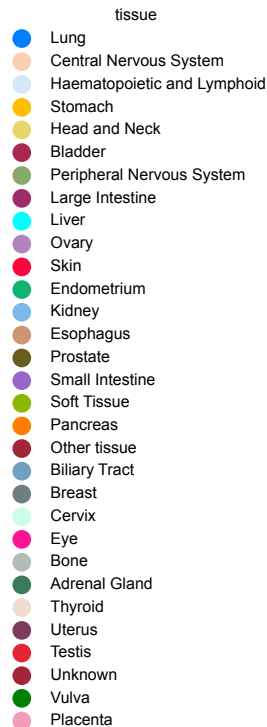 tissue
Lung
Central Nervous System
Haematopoietic and Lymphoid
Stomach
Head and Neck
Bladder
Peripheral Nervous System
Large Intestine
Liver
Ovary
Skin
Endometrium
Kidney
Esophagus
Prostate
Small Intestine
Soft Tissue
Pancreas
Other tissue
Biliary Tract
Breast
Cervix
Eye
Bone
Adrenal Gland
Thyroid
Uterus
Testis
Unknown
Vulva
Placenta